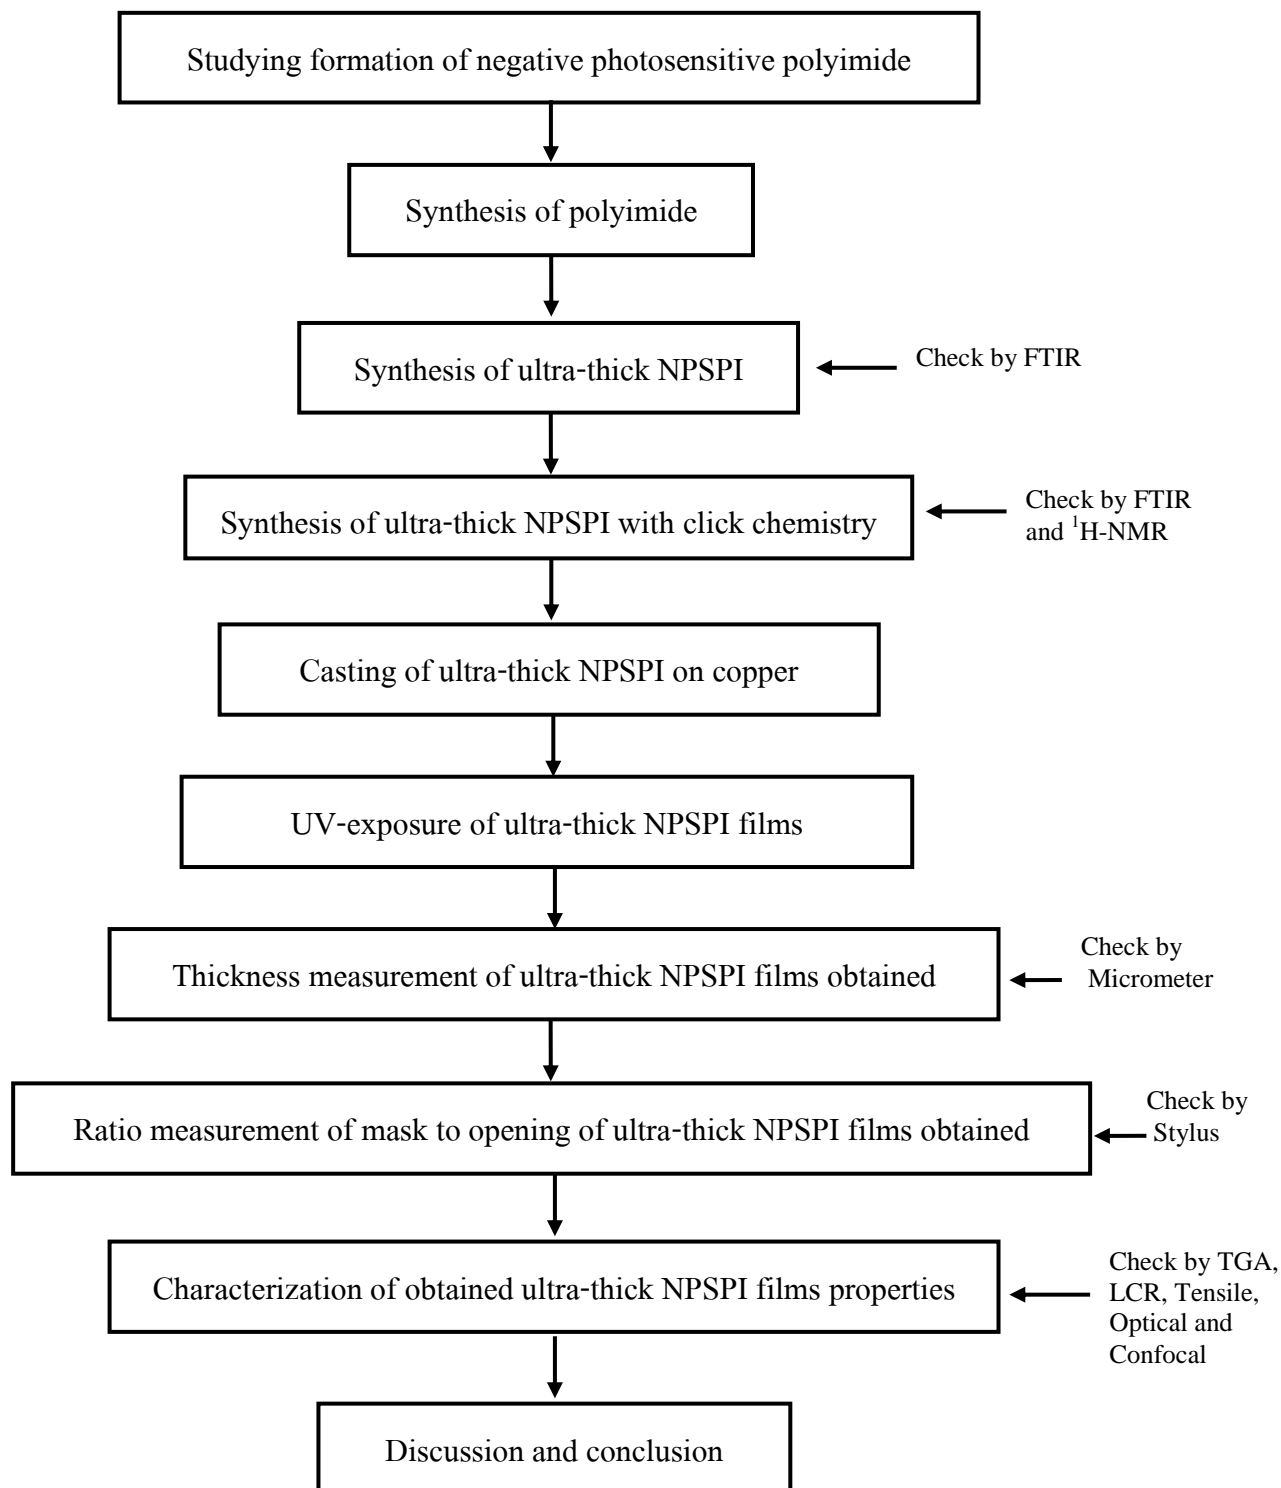 Studying formation of negative photosensitive polyimide
Synthesis of polyimide
Synthesis of ultra-thick NPSPI
Check by FTIR
Synthesis of ultra-thick NPSPI with click chemistry
Check by FTIR
and ¹H-NMR
Casting of ultra-thick NPSPI on copper
UV-exposure of ultra-thick NPSPI films
Thickness measurement of ultra-thick NPSPI films obtained
Check by
Micrometer
Ratio measurement of mask to opening of ultra-thick NPSPI films obtained
Check by
Stylus
Characterization of obtained ultra-thick NPSPI films properties
Check by TGA,
LCR, Tensile,
Optical and
Confocal
Discussion and conclusion